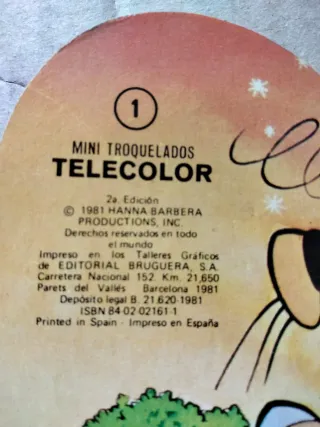 1
MINI TROQUELADOS
TELECOLOR
2a. Edición
© 1981 HANNA BARBERA
PRODUCTIONS, INC.
Derechos reservados en todo
el mundo
Impreso en los Talleres Gráficos
de EDITORIAL BRUGUERA, S.A.
Carretera Nacional 152. Km. 21,650
Parets del Vallés Barcelona 1981
Depósito legal B. 21.620-1981
ISBN 84-02-02161-1
Printed in Spain - Impreso en España